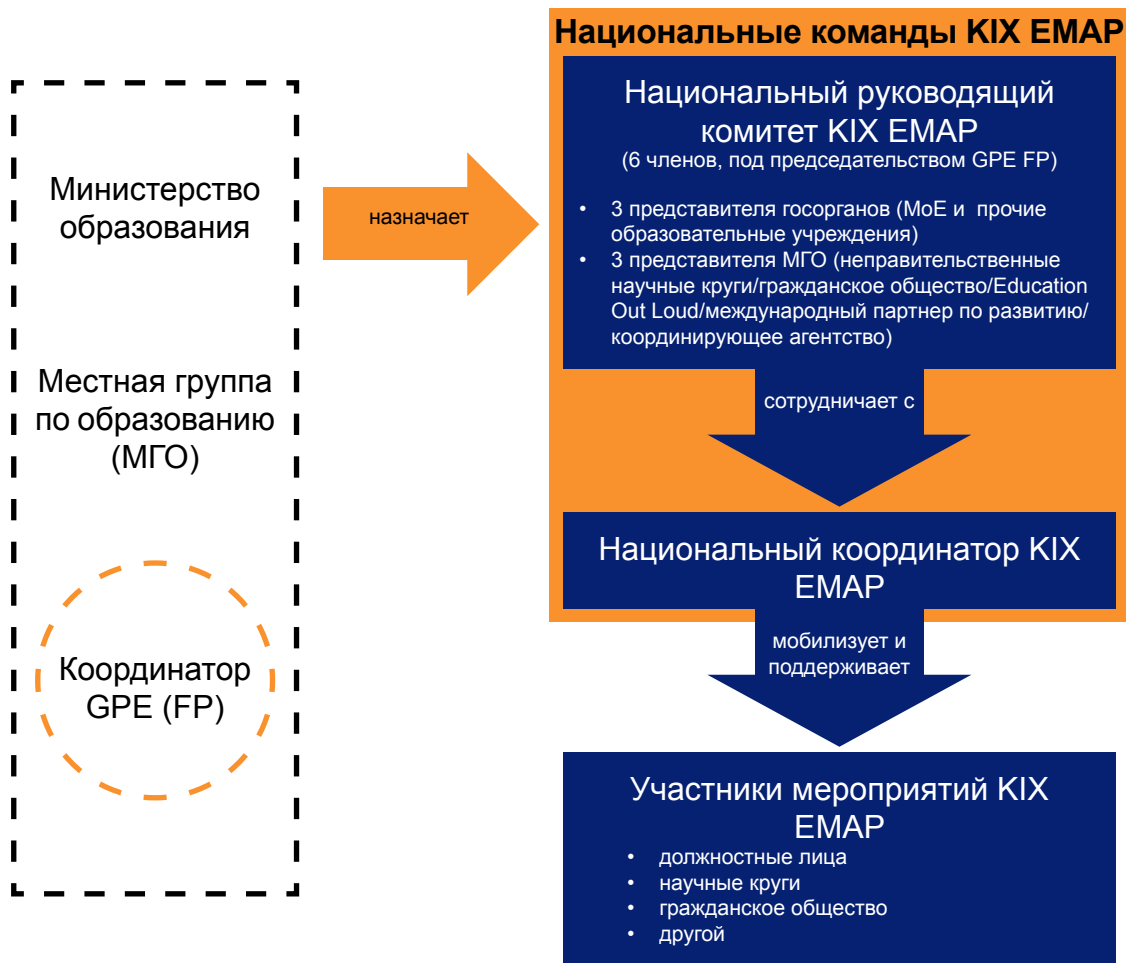 Министерство
образования
Местная группа
по образованию
(МГО)
Координатор
GPE (FP)
назначает
Национальные команды KIX EMAP
Национальный руководящий
комитет KIX EMAP
(6 членов, под председательством GPE FP)
• 3 представителя госорганов (MoE и прочие
образовательные учреждения)
• 3 представителя МГО (неправительственные
научные круги/гражданское общество/Education
Out Loud/международный партнер по развитию/
координирующее агентство)
сотрудничает с
Национальный координатор KIX
EMAP
мобилизует и
поддерживает
Участники мероприятий KIX
EMAP
• должностные лица
• научные круги
• гражданское общество
• другой